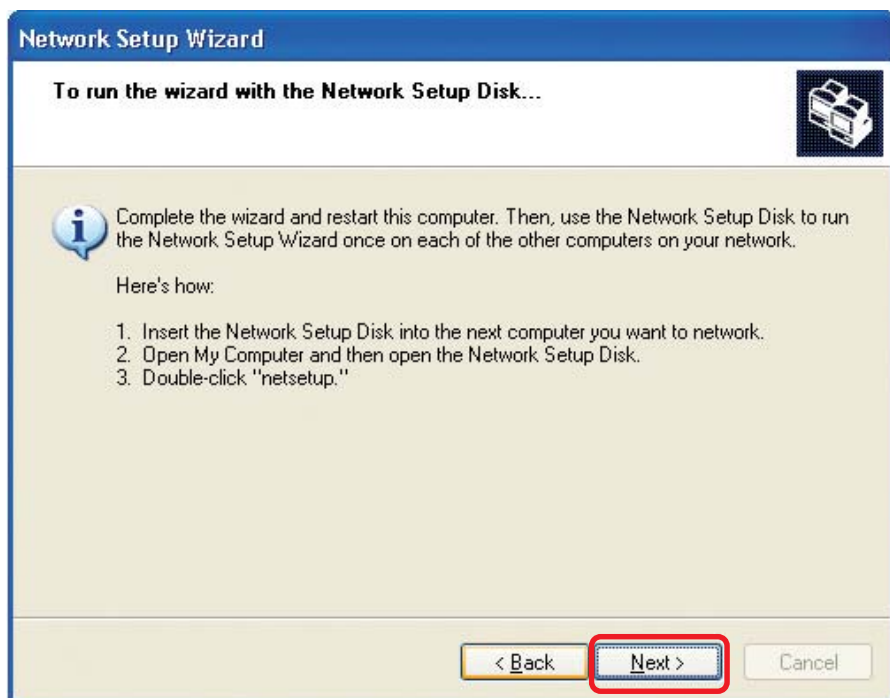 Network Setup Wizard
To run the wizard with the Network Setup Disk...
Complete the wizard and restart this computer. Then, use the Network Setup Disk to run
the Network Setup Wizard once on each of the other computers on your network.
Here's how:
1. Insert the Network Setup Disk into the next computer you want to network.
2. Open My Computer and then open the Network Setup Disk.
3. Double-click "netsetup."
< Back
Next >
Cancel